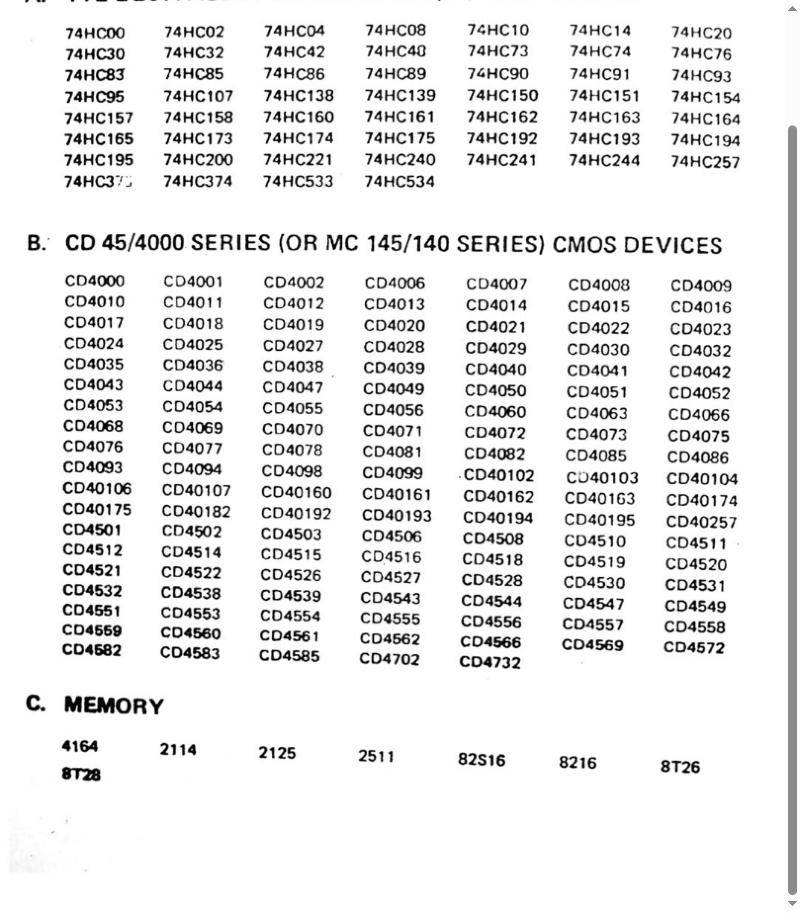 74HC00 74HC02 74HC04 74HC08 74HC10 74HC14 74HC20
74HC30 74HC32 74HC42 74HC40 74HC73 74HC74 74HC76
74HC83 74HC85 74HC86 74HC89 74HC90 74HC91 74HC93
74HC95 74HC107 74HC138 74HC139 74HC150 74HC151 74HC154
74HC157 74HC158 74HC160 74HC161 74HC162 74HC163 74HC164
74HC165 74HC173 74HC174 74HC175 74HC192 74HC193 74HC194
74HC195 74HC200 74HC221 74HC240 74HC241 74HC244 74HC257
74HC374 74HC533 74HC534
B. CD 45/4000 SERIES (OR MC 145/140 SERIES) CMOS DEVICES
CD4000 CD4001 CD4002 CD4006 CD4007 CD4008 CD4009
CD4010 CD4011 CD4012 CD4013 CD4014 CD4015 CD4016
CD4017 CD4018 CD4019 CD4020 CD4021 CD4022 CD4023
CD4024 CD4025 CD4027 CD4028 CD4029 CD4030 CD4032
CD4035 CD4036 CD4038 CD4039 CD4040 CD4041 CD4042
CD4043 CD4044 CD4047 CD4049 CD4050 CD4051 CD4052
CD4053 CD4054 CD4055 CD4056 CD4060 CD4063 CD4066
CD4068 CD4069 CD4070 CD4071 CD4072 CD4073 CD4075
CD4076 CD4077 CD4078 CD4081 CD4082 CD4085 CD4086
CD4093 CD4094 CD4098 CD4099 CD40102 CD40103 CD40104
CD40106 CD40107 CD40160 CD40161 CD40162 CD40163 CD40174
CD40175 CD40182 CD40192 CD40193 CD40194 CD40195 CD40257
CD4501 CD4502 CD4503 CD4506 CD4508 CD4510 CD4511
CD4512 CD4514 CD4515 CD4516 CD4518 CD4519 CD4520
CD4521 CD4522 CD4526 CD4527 CD4528 CD4530 CD4531
CD4532 CD4538 CD4539 CD4543 CD4544 CD4547 CD4549
CD4551 CD4553 CD4554 CD4555 CD4556 CD4557 CD4558
CD4559 CD4560 CD4561 CD4562 CD4566 CD4569 CD4572
CD4582 CD4583 CD4585 CD4702 CD4732
C. MEMORY
4164 2114 2125 2511 82S16 8216 8T26
8T28